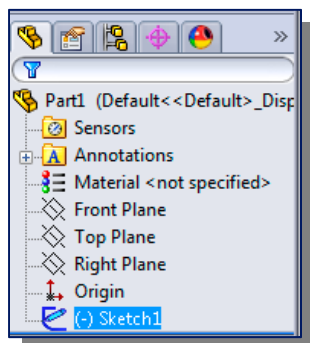 »
Part1 (Default<<Default>_Disp
Sensors
A Annotations
Material <not specified>
Front Plane
Top Plane
Right Plane
Origin
(-) Sketch1